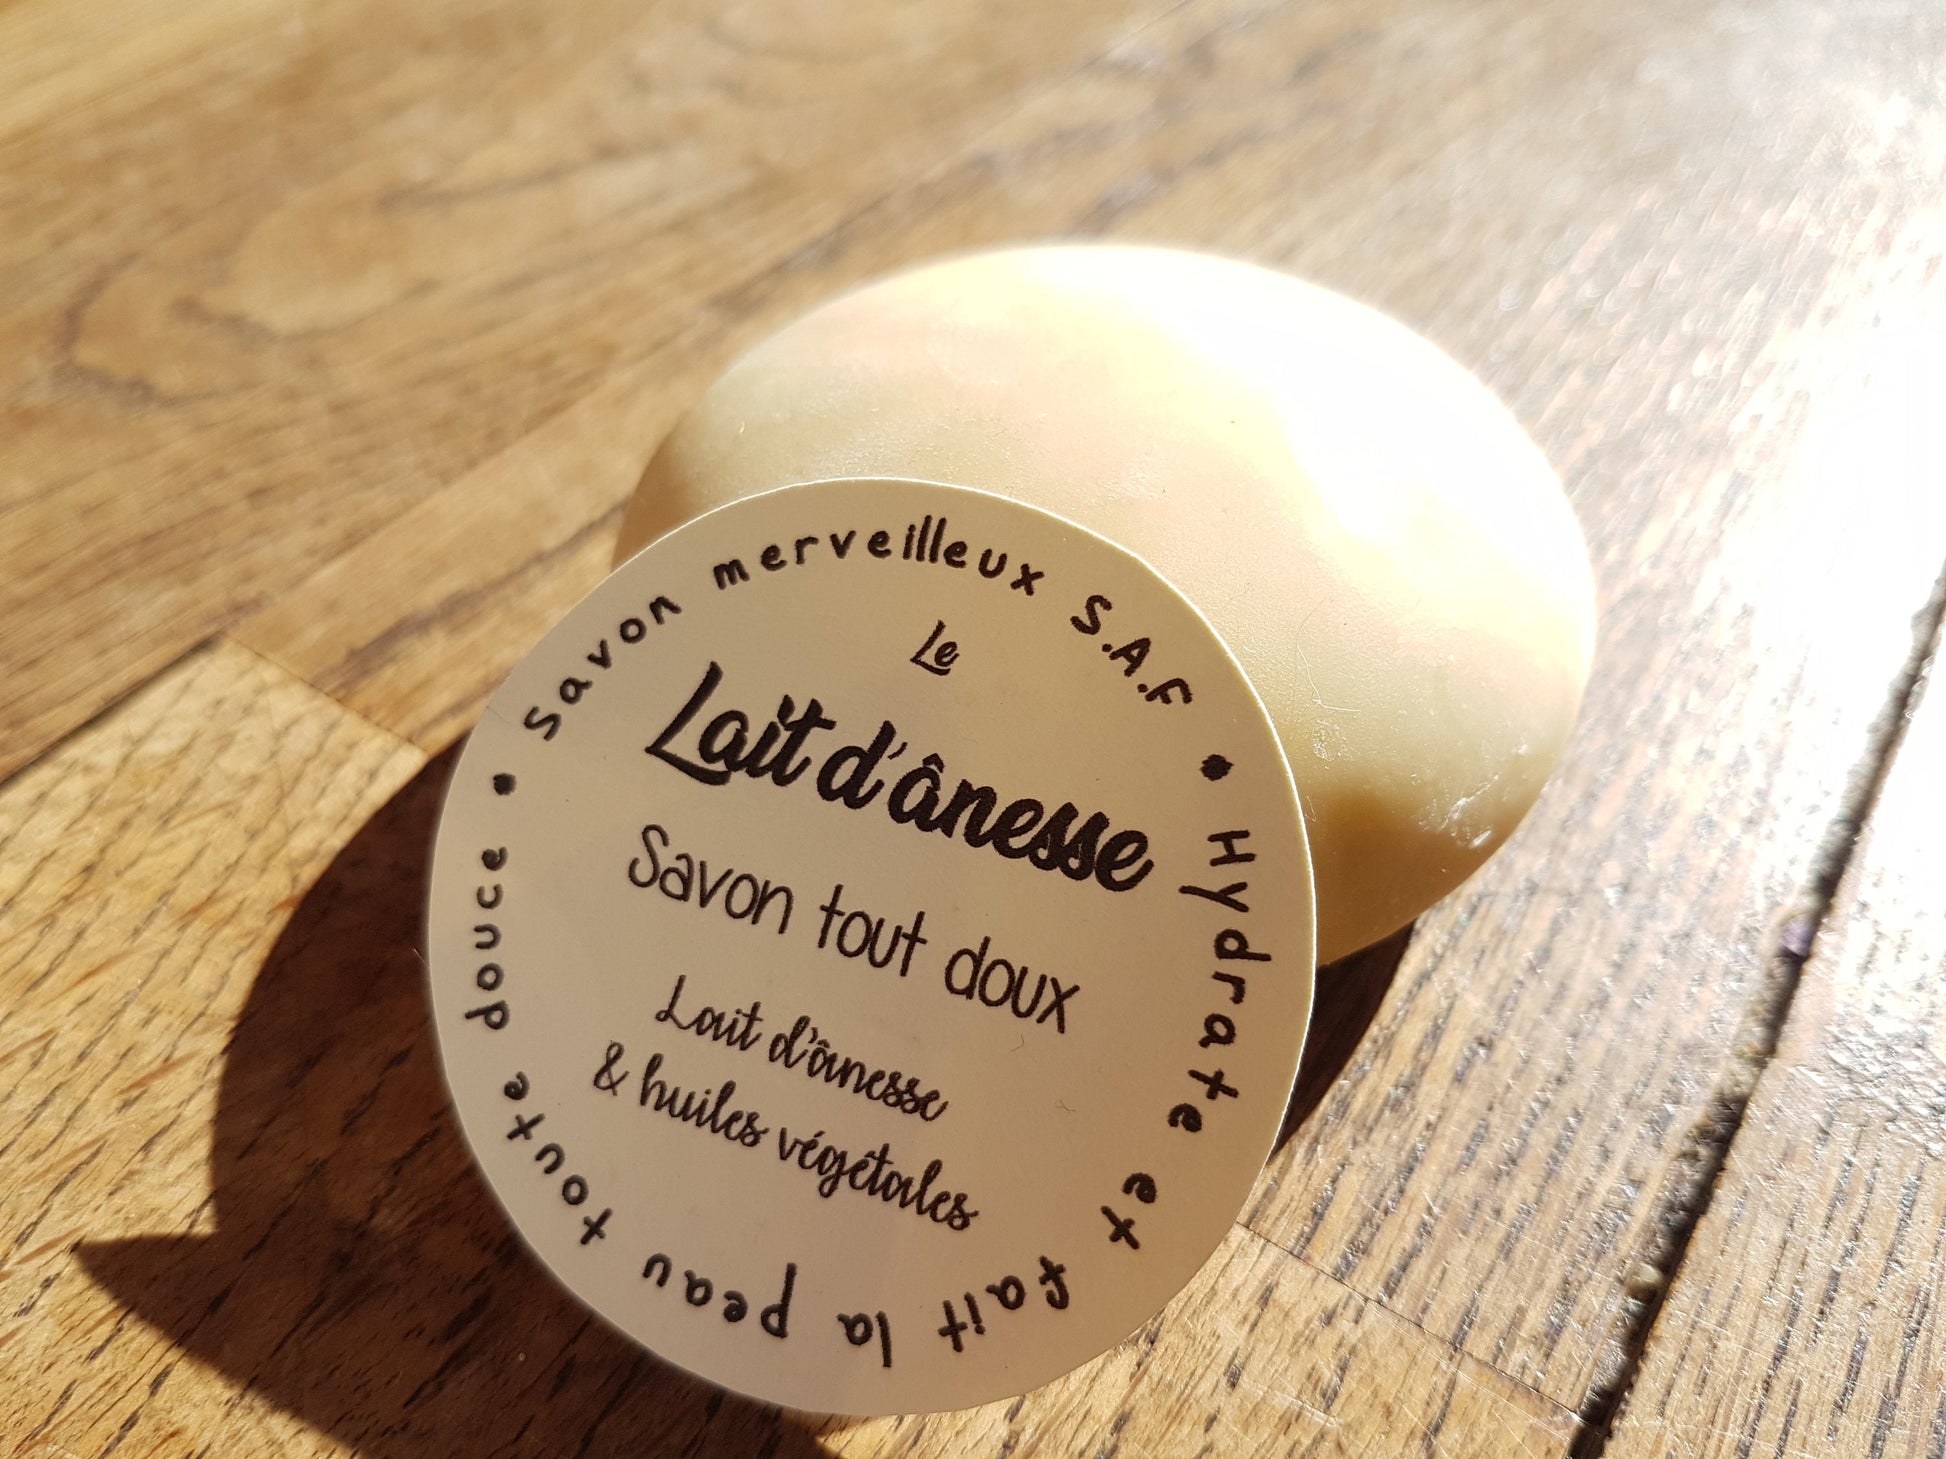 Savon merveilleux S.A.F • Hydrate et fait la peau toute douce •
Le
Lait d'ânesse
Savon tout doux
Lait d'ânesse
& huiles végétales